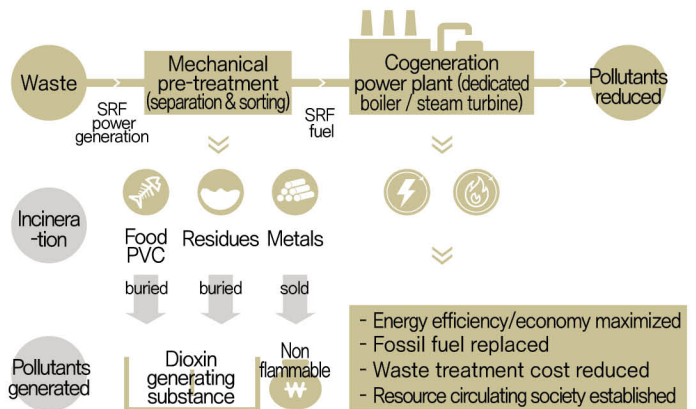 Waste
SRF
power
generation
Mechanical
pre-treatment
(separation & sorting)
SRF
fuel
Cogeneration
power plant (dedicated
boiler / steam turbine)
Pollutants
reduced
Incinera
-tion
Food
PVC
Residues
Metals
buried
buried
sold
Pollutants
generated
Dioxin
generating
substance
Non
flammable
₩
- Energy efficiency/economy maximized
- Fossil fuel replaced
- Waste treatment cost reduced
- Resource circulating society established